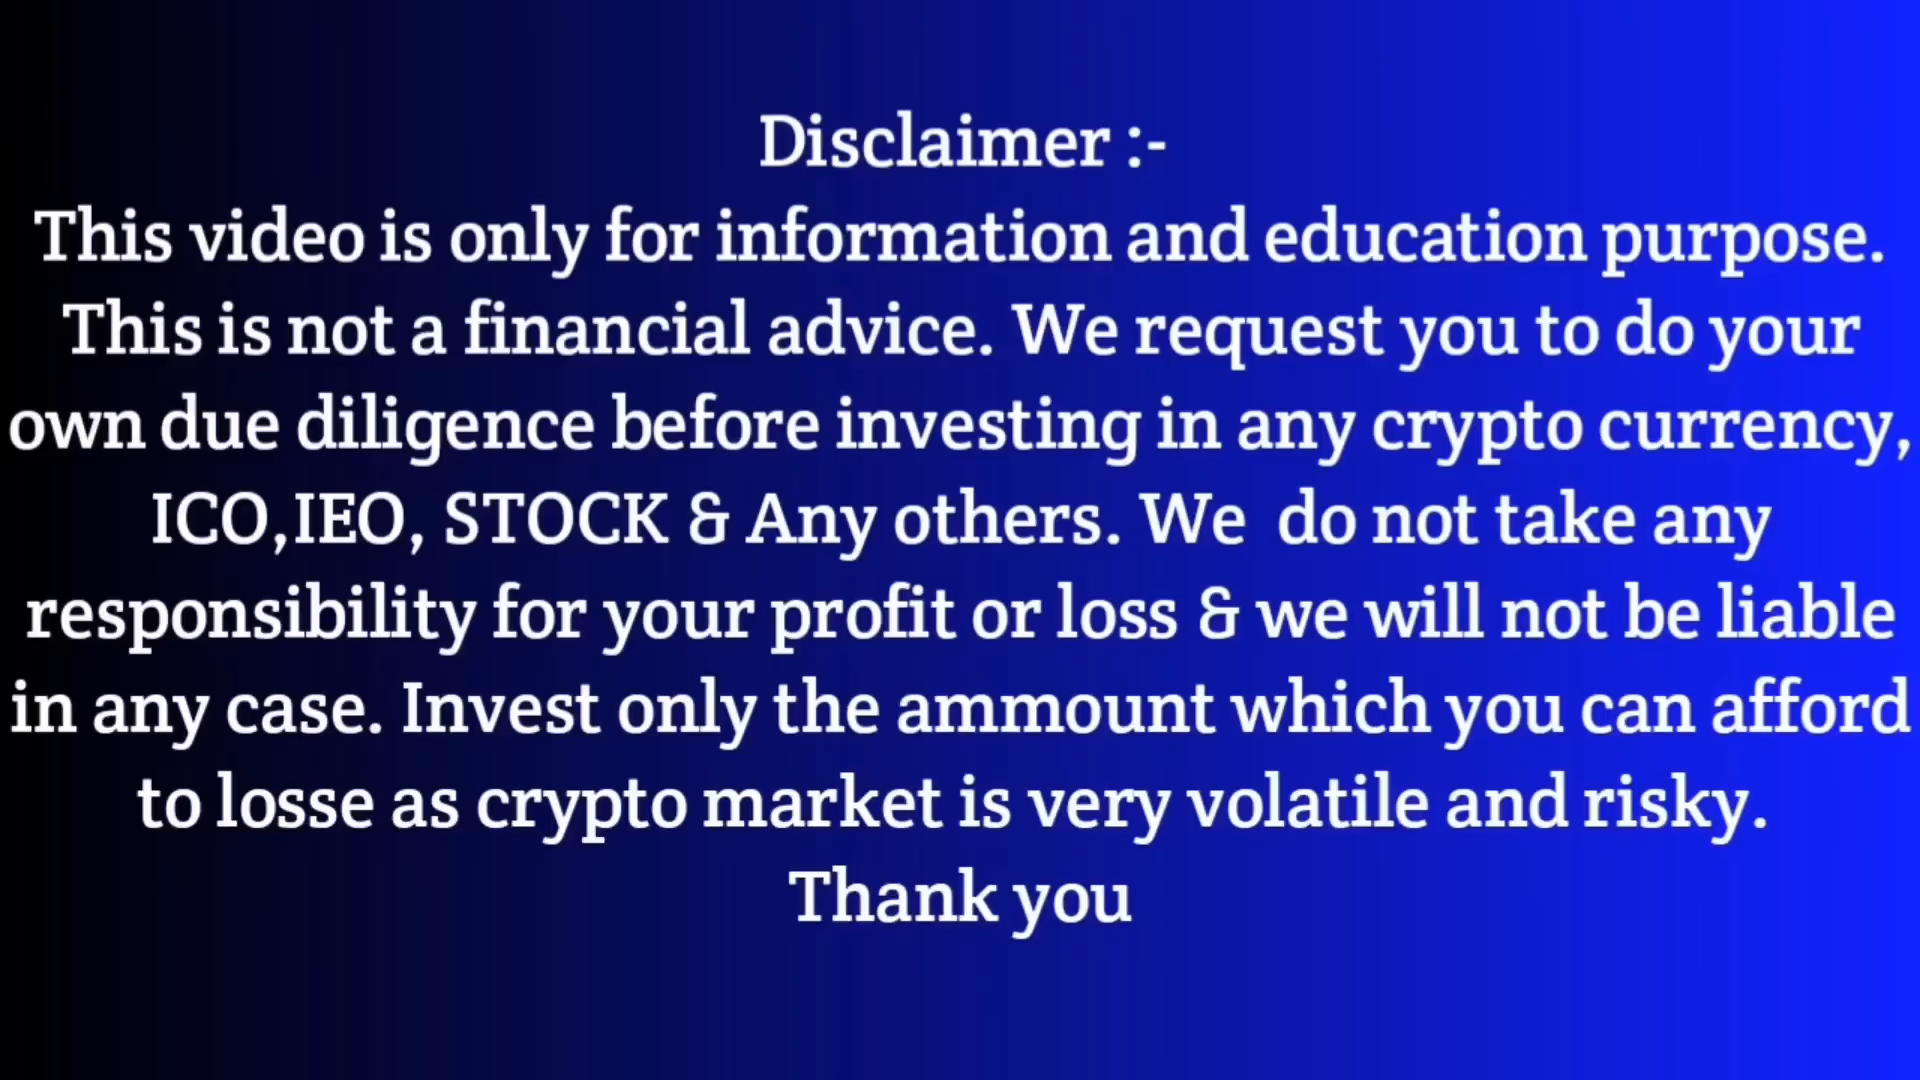 Disclaimer :-
This video is only for information and education purpose.
This is not a financial advice. We request you to do your
own due diligence before investing in any crypto currency,
ICO,IEO, STOCK & Any others. We  do not take any
responsibility for your profit or loss & we will not be liable
in any case. Invest only the ammount which you can afford
to losse as crypto market is very volatile and risky.
Thank you